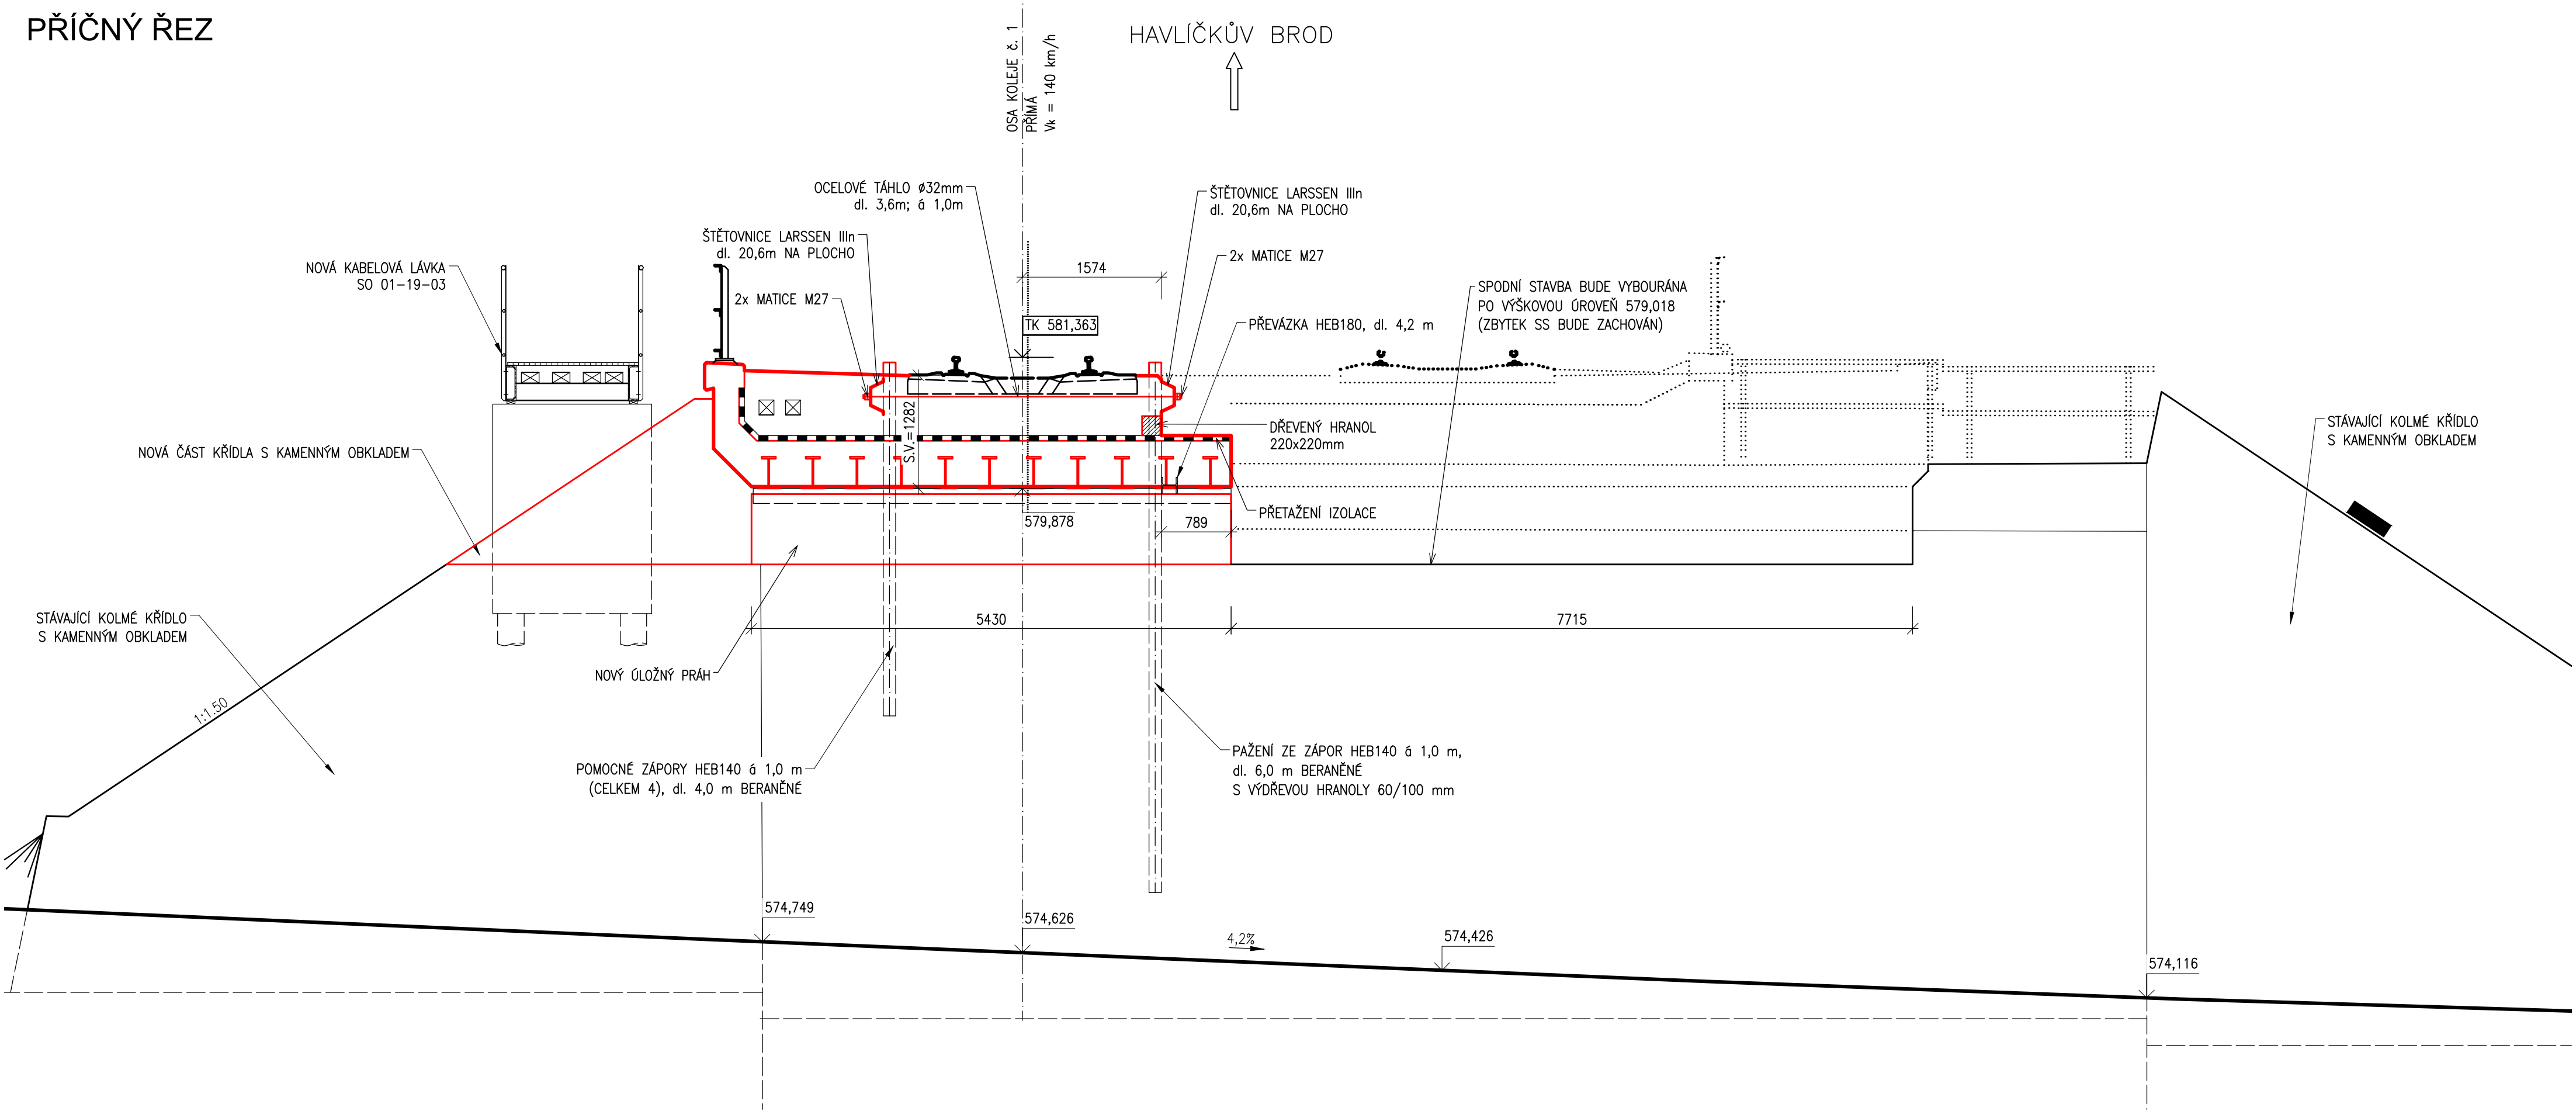 PŘÍČNÝ ŘEZ
OSA KOLEJE č. 1
PŘÍMÁ
Vk = 140 km/h
HAVLÍČKŮV BROD
OCELOVÉ TÁHLO ø32mm
dl. 3,6m; á 1,0m
ŠTĚTOVNICE LARSSEN IIIn
dl. 20,6m NA PLOCHO
ŠTĚTOVNICE LARSSEN IIIn
dl. 20,6m NA PLOCHO
2x MATICE M27
NOVÁ KABELOVÁ LÁVKA
SO 01-19-03
1574
2x MATICE M27
SPODNÍ STAVBA BUDE VYBOURÁNA
PO VÝŠKOVOU ÚROVEŇ 579,018
(ZBYTEK SS BUDE ZACHOVÁN)
TK 581,363
PŘEVÁZKA HEB180, dl. 4,2 m
S.V.=1282
DŘEVENÝ HRANOL
220x220mm
STÁVAJÍCÍ KOLMÉ KŘÍDLO
S KAMENNÝM OBKLADEM
NOVÁ ČÁST KŘÍDLA S KAMENNÝM OBKLADEM
PŘETAŽENÍ IZOLACE
579,878
789
STÁVAJÍCÍ KOLMÉ KŘÍDLO
S KAMENNÝM OBKLADEM
5430
7715
NOVÝ ÚLOŽNÝ PRÁH
1:1.50
POMOCNÉ ZÁPORY HEB140 á 1,0 m
(CELKEM 4), dl. 4,0 m BERANĚNÉ
PAŽENÍ ZE ZÁPOR HEB140 á 1,0 m,
dl. 6,0 m BERANĚNÉ
S VÝDŘEVOU HRANOLY 60/100 mm
574,749
574,626
4,2%
574,426
574,116